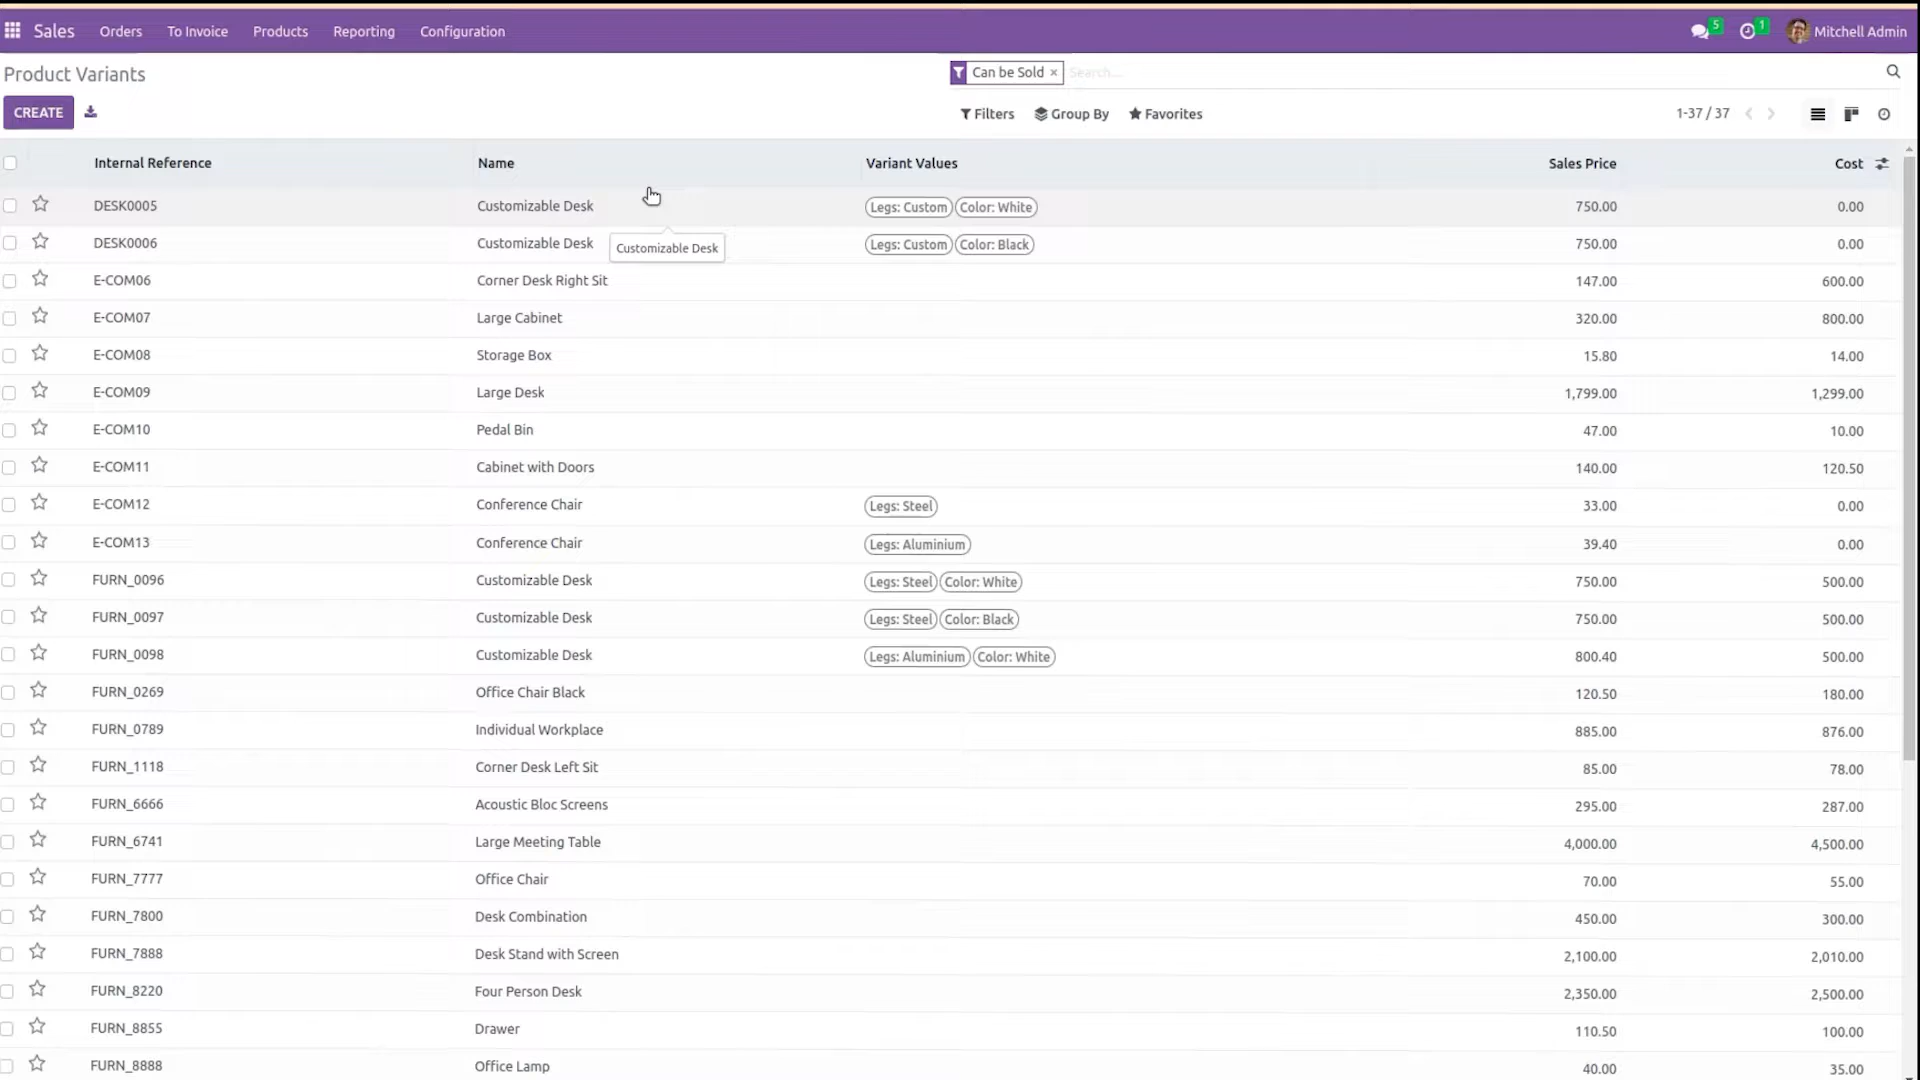 Sales Orders To Invoice Products Reporting Configuration 5 1 Mitchell Admin
Product Variants Can be Sold × Search...
CREATE Filters Group By Favorites 1-37 / 37
Internal Reference Name Variant Values Sales Price Cost
DESK0005 Customizable Desk Legs: Custom Color: White 750.00 0.00
DESK0006 Customizable Desk Legs: Custom Color: Black 750.00 0.00
Customizable Desk
E-COM06 Corner Desk Right Sit 147.00 600.00
E-COM07 Large Cabinet 320.00 800.00
E-COM08 Storage Box 15.80 14.00
E-COM09 Large Desk 1,799.00 1,299.00
E-COM10 Pedal Bin 47.00 10.00
E-COM11 Cabinet with Doors 140.00 120.50
E-COM12 Conference Chair Legs: Steel 33.00 0.00
E-COM13 Conference Chair Legs: Aluminium 39.40 0.00
FURN_0096 Customizable Desk Legs: Steel Color: White 750.00 500.00
FURN_0097 Customizable Desk Legs: Steel Color: Black 750.00 500.00
FURN_0098 Customizable Desk Legs: Aluminium Color: White 800.40 500.00
FURN_0269 Office Chair Black 120.50 180.00
FURN_0789 Individual Workplace 885.00 876.00
FURN_1118 Corner Desk Left Sit 85.00 78.00
FURN_6666 Acoustic Bloc Screens 295.00 287.00
FURN_6741 Large Meeting Table 4,000.00 4,500.00
FURN_7777 Office Chair 70.00 55.00
FURN_7800 Desk Combination 450.00 300.00
FURN_7888 Desk Stand with Screen 2,100.00 2,010.00
FURN_8220 Four Person Desk 2,350.00 2,500.00
FURN_8855 Drawer 110.50 100.00
FURN_8888 Office Lamp 40.00 35.00